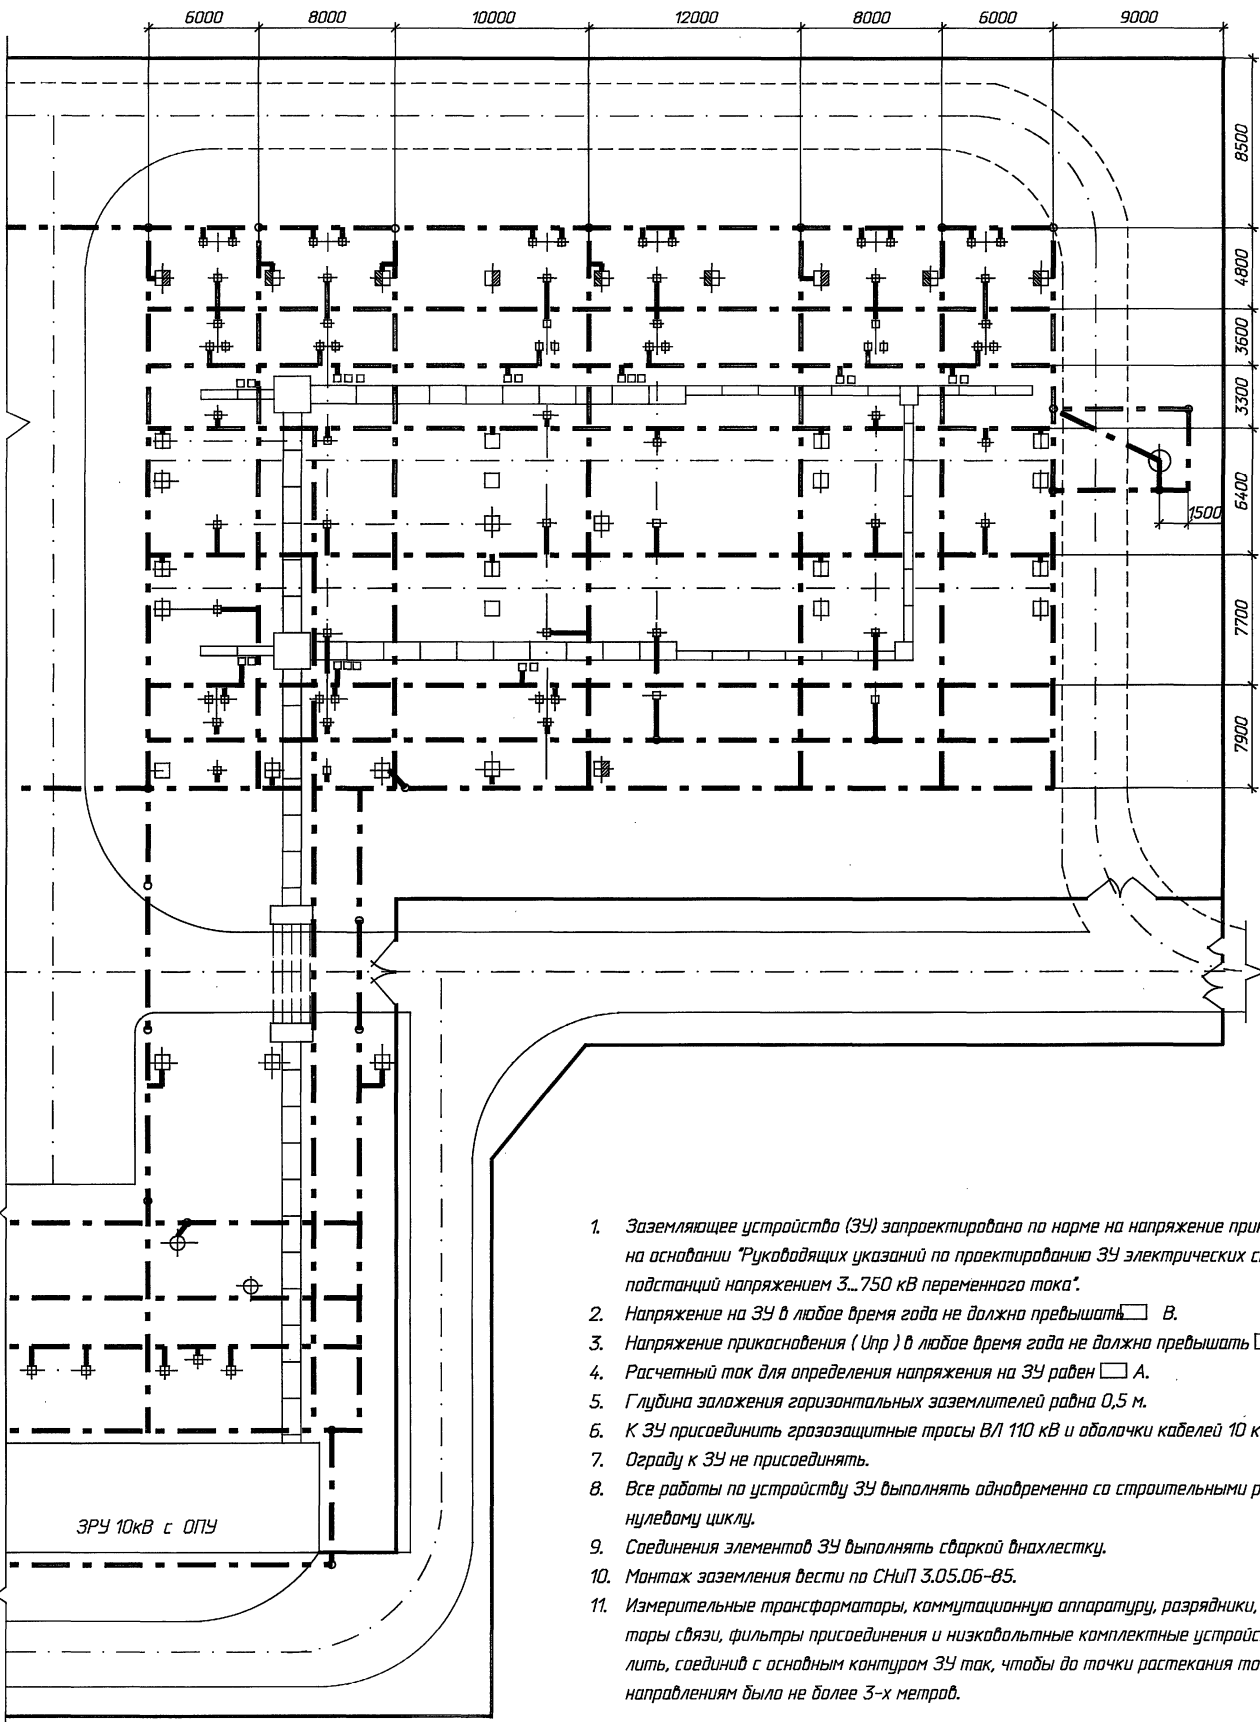 6000 8000 10000 12000 8000 6000 9000
8500
4800
3600
3300
6400
1500
7700
7900
1. Заземляющее устройство (ЗУ) запроектировано по норме на напряжение
на основании "Руководящих указаний по проектированию ЗУ электрических
подстанций напряжением 3...750 кВ переменного тока".
2. Напряжение на ЗУ в любое время года не должно превышать В.
3. Напряжение прикосновения ( Uпр ) в любое время года не должно превышать
4. Расчетный ток для определения напряжения на ЗУ равен А.
5. Глубина заложения горизонтальных заземлителей равна 0,5 м.
6. К ЗУ присоединить грозозащитные тросы ВЛ 110 кВ и оболочки кабелей 10 к
7. Ограду к ЗУ не присоединять.
8. Все работы по устройству ЗУ выполнять одновременно со строительными
нулевому циклу.
9. Соединения элементов ЗУ выполнять сваркой внахлестку.
10. Монтаж заземления вести по СНиП 3.05.06-85.
11. Измерительные трансформаторы, коммутационную аппаратуру, разрядники,
торы связи, фильтры присоединения и низковольтные комплектные
лить, соединив с основным контуром ЗУ так, чтобы до точки растекания
направлениям было не более 3-х метров.
ЗРУ 10кВ с ОПУ